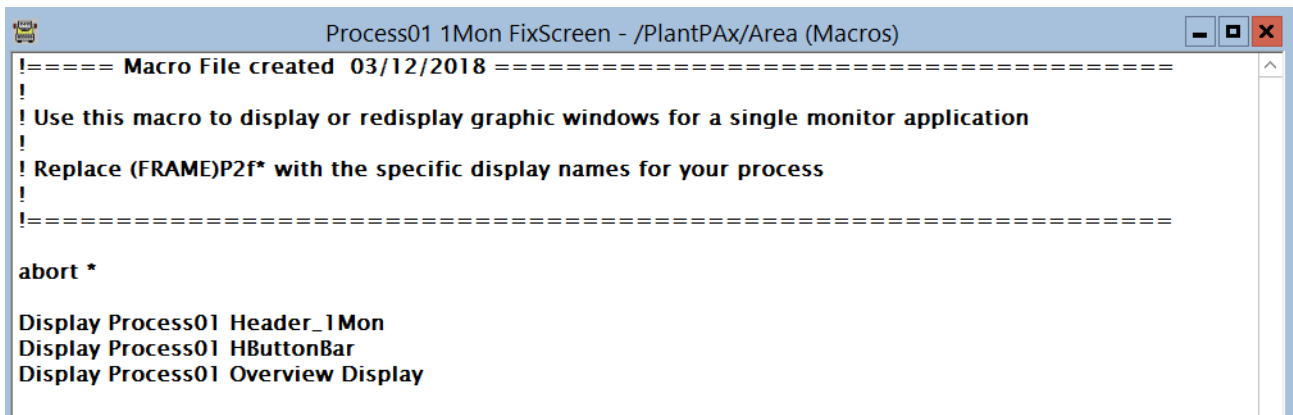 Process01 1Mon FixScreen - /PlantPAx/Area (Macros)
!===== Macro File created  03/12/2018 ======================================
!
! Use this macro to display or redisplay graphic windows for a single monitor application
!
! Replace (FRAME)P2f* with the specific display names for your process
!
!================================================================
abort *
Display Process01 Header_1Mon
Display Process01 HButtonBar
Display Process01 Overview Display